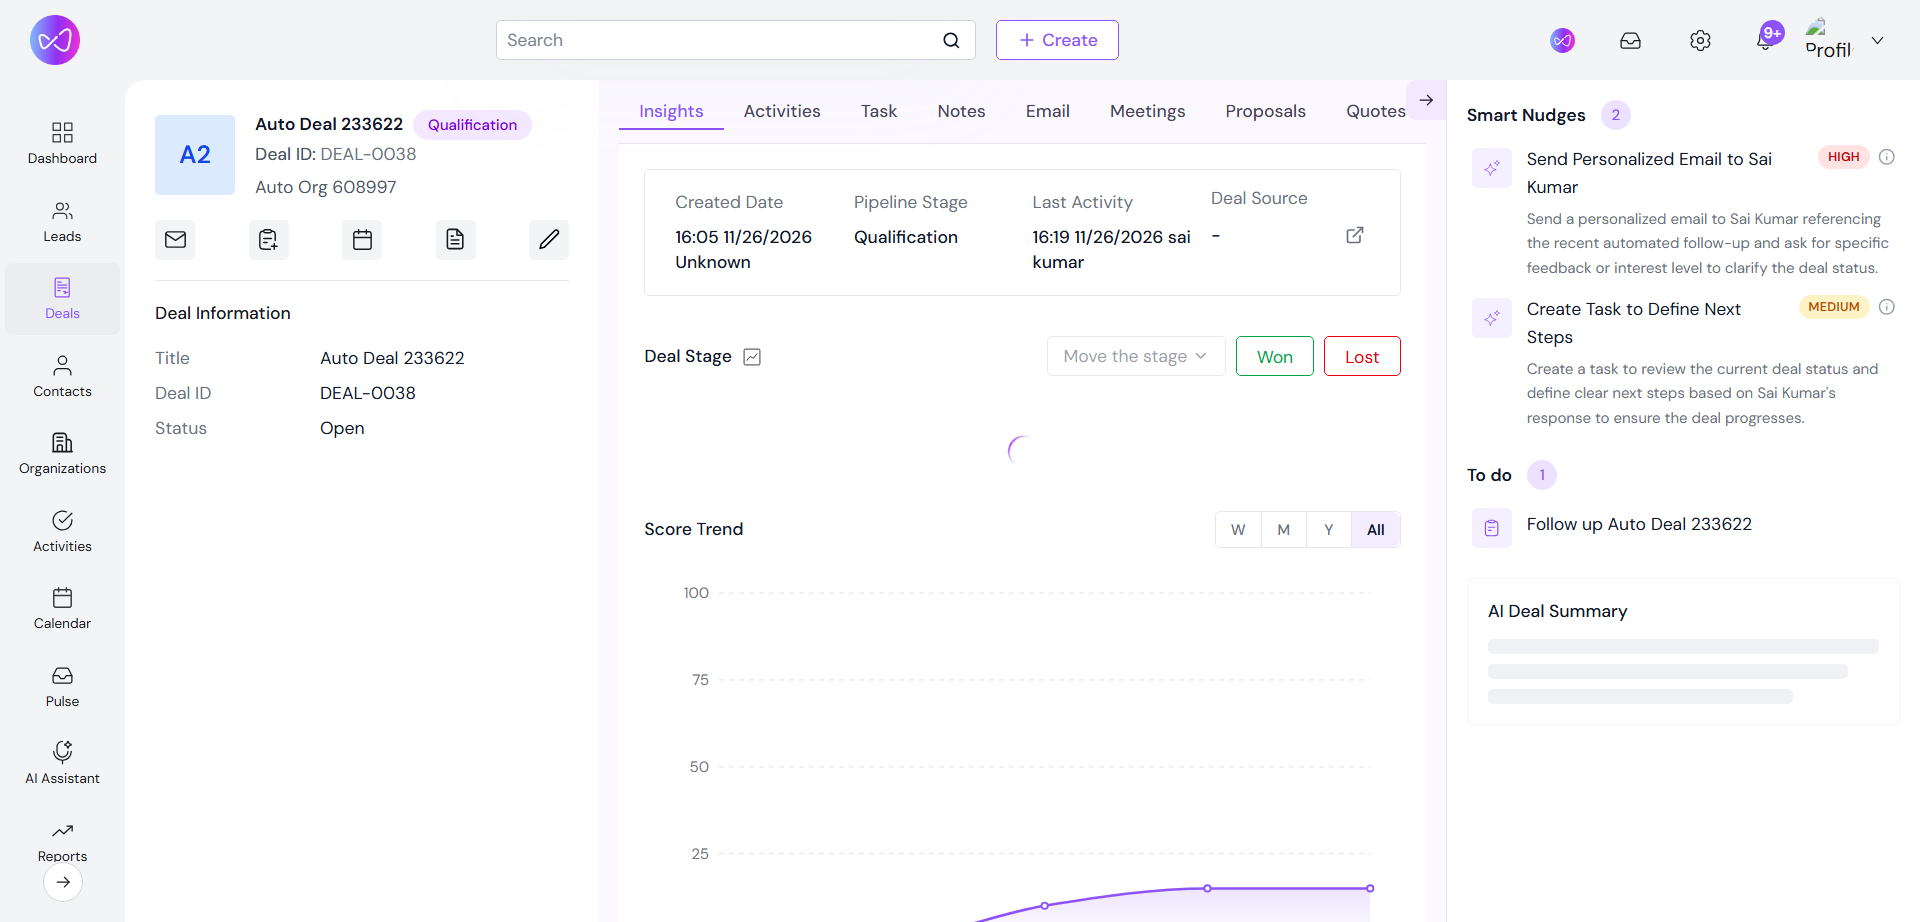 Search
+ Create
9+
Profil
Dashboard
Leads
Deals
Contacts
Organizations
Activities
Calendar
Pulse
AI Assistant
Reports
A2
Auto Deal 233622
Qualification
Deal ID: DEAL-0038
Auto Org 608997
Deal Information
Title Auto Deal 233622
Deal ID DEAL-0038
Status Open
Insights Activities Task Notes Email Meetings Proposals Quotes
Created Date Pipeline Stage Last Activity Deal Source
16:05 11/26/2026 Qualification 16:19 11/26/2026 sai -
Unknown kumar
Deal Stage Move the stage Won Lost
Score Trend W M Y All
100
75
50
25
Smart Nudges 2
Send Personalized Email to Sai HIGH
Kumar
Send a personalized email to Sai Kumar referencing
the recent automated follow-up and ask for specific
feedback or interest level to clarify the deal status.
Create Task to Define Next MEDIUM
Steps
Create a task to review the current deal status and
define clear next steps based on Sai Kumar's
response to ensure the deal progresses.
To do 1
Follow up Auto Deal 233622
AI Deal Summary